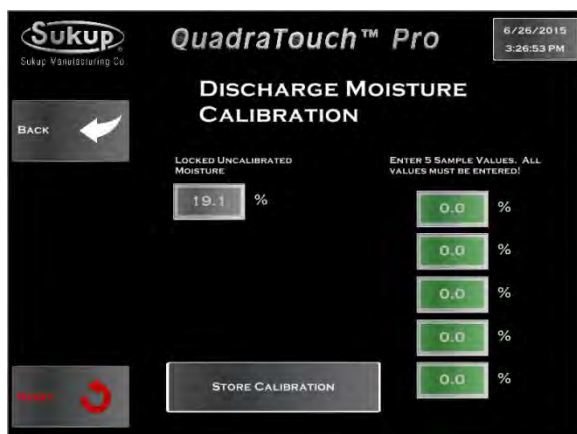 Sukup
Sukup Manufacturing Co.
QuadraTouch™ Pro
6/26/2015
3:26:53 PM
DISCHARGE MOISTURE
CALIBRATION
BACK
LOCKED UNCALIBRATED
MOISTURE
19.1 %
ENTER 5 SAMPLE VALUES. ALL
VALUES MUST BE ENTERED!
0.0 %
0.0 %
0.0 %
0.0 %
0.0 %
STORE CALIBRATION